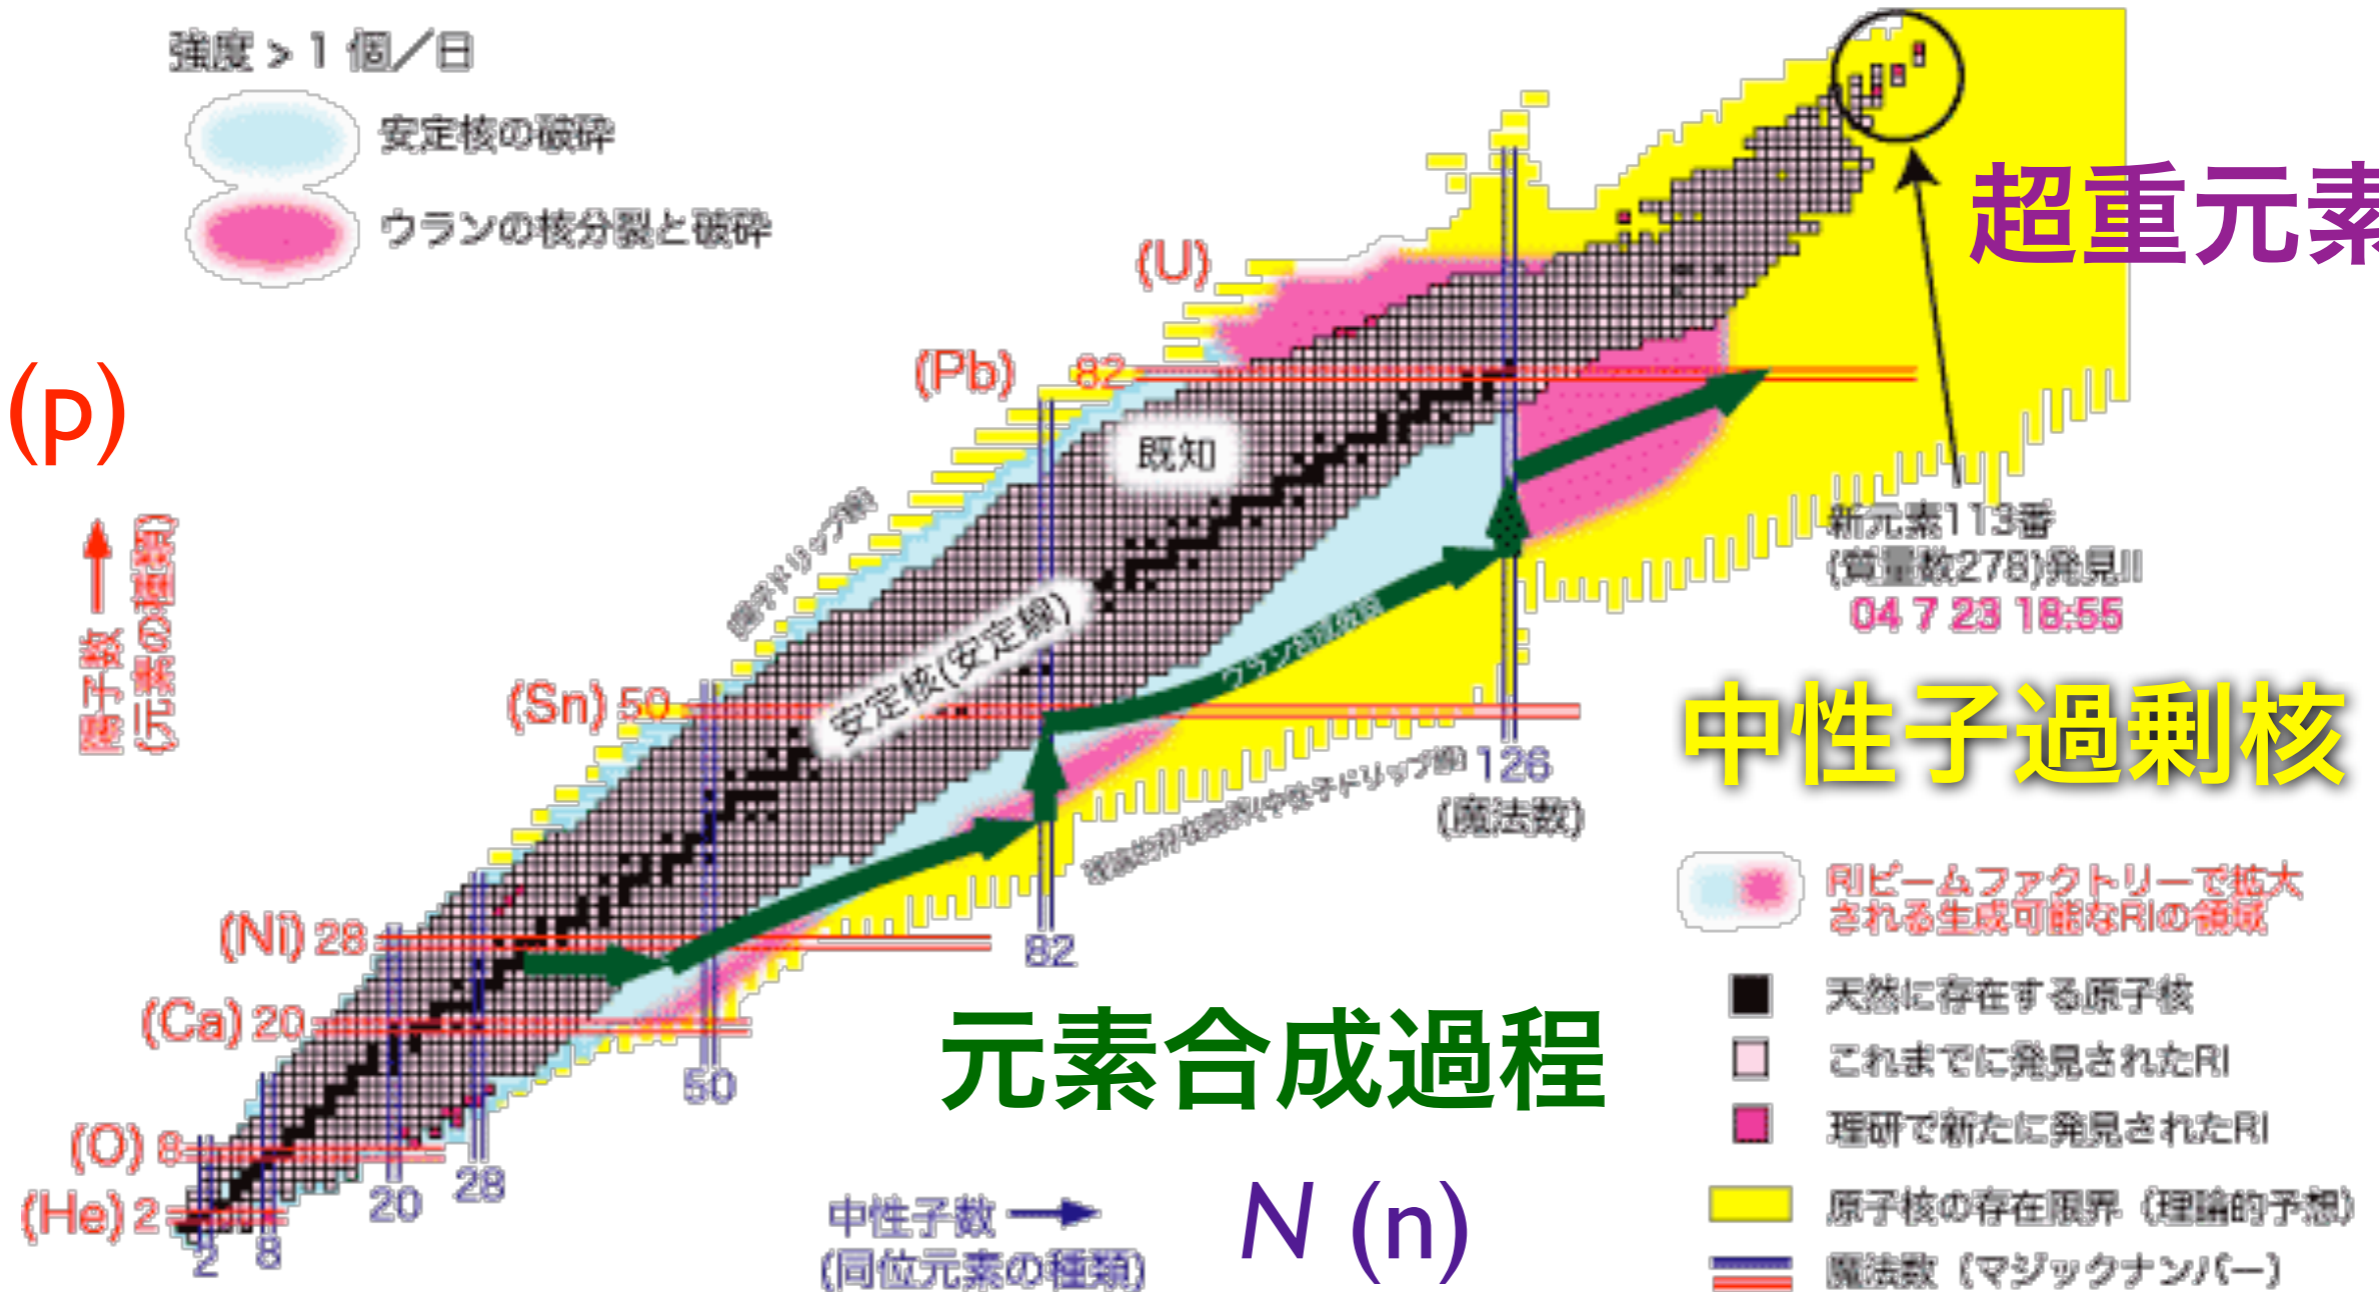 強度 > 1 個／日
安定核の破砕
ウランの核分裂と破砕
(U)
超重元素
(Pb) 82
(p)
既知
陽子数
(元素の種類)
陽子ドリップ線
新元素113番
(質量数278)発見!!
04 7 23 18:55
安定核(安定線)
ウラン合成過程
(Sn) 50
中性子過剰核
126
(魔法数)
RIビームファクトリーで拡大
される生成可能なRIの領域
(Ni) 28
82
天然に存在する原子核
(Ca) 20
元素合成過程
これまでに発見されたRI
50
理研で新たに発見されたRI
(O) 8
20
28
(He) 2
2
8
中性子数
(同位元素の種類)
N (n)
原子核の存在限界（理論的予想）
魔法数（マジックナンバー）